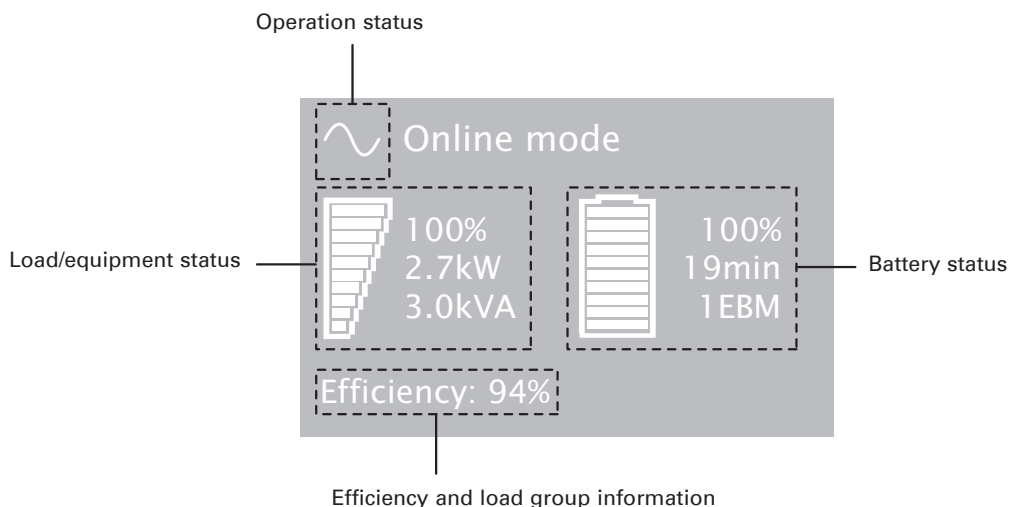 Operation status
Online mode
Load/equipment status
100%
2.7kW
3.0kVA
100%
19min
1EBM
Battery status
Efficiency: 94%
Efficiency and load group information